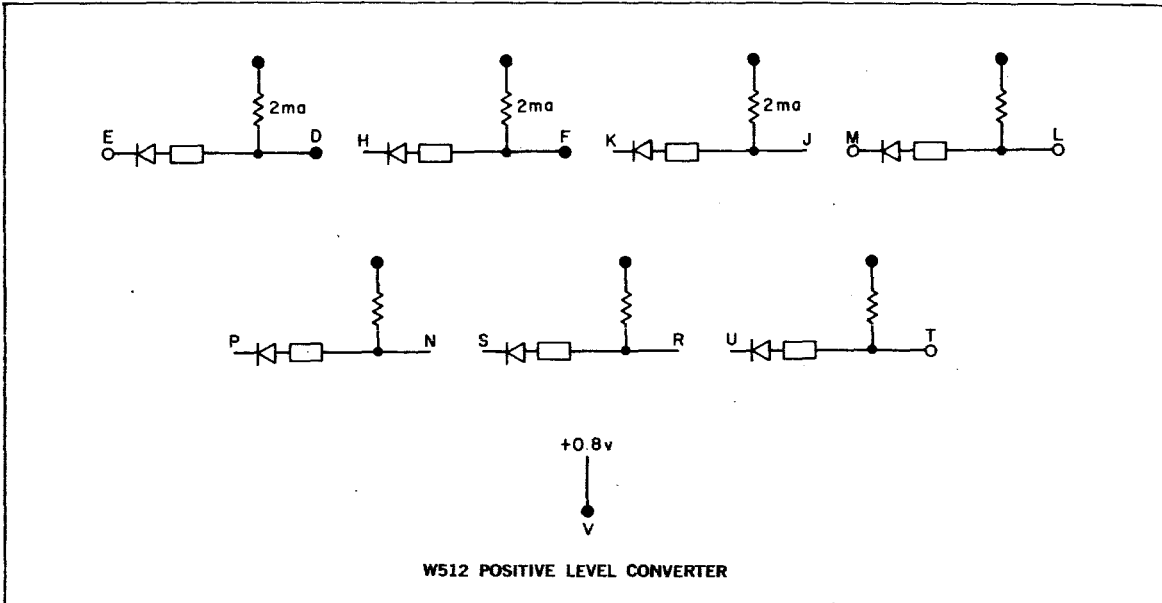 2ma 2ma 2ma
E D H F K J M L
P N S R U T
+0.8v
V
W512 POSITIVE LEVEL CONVERTER